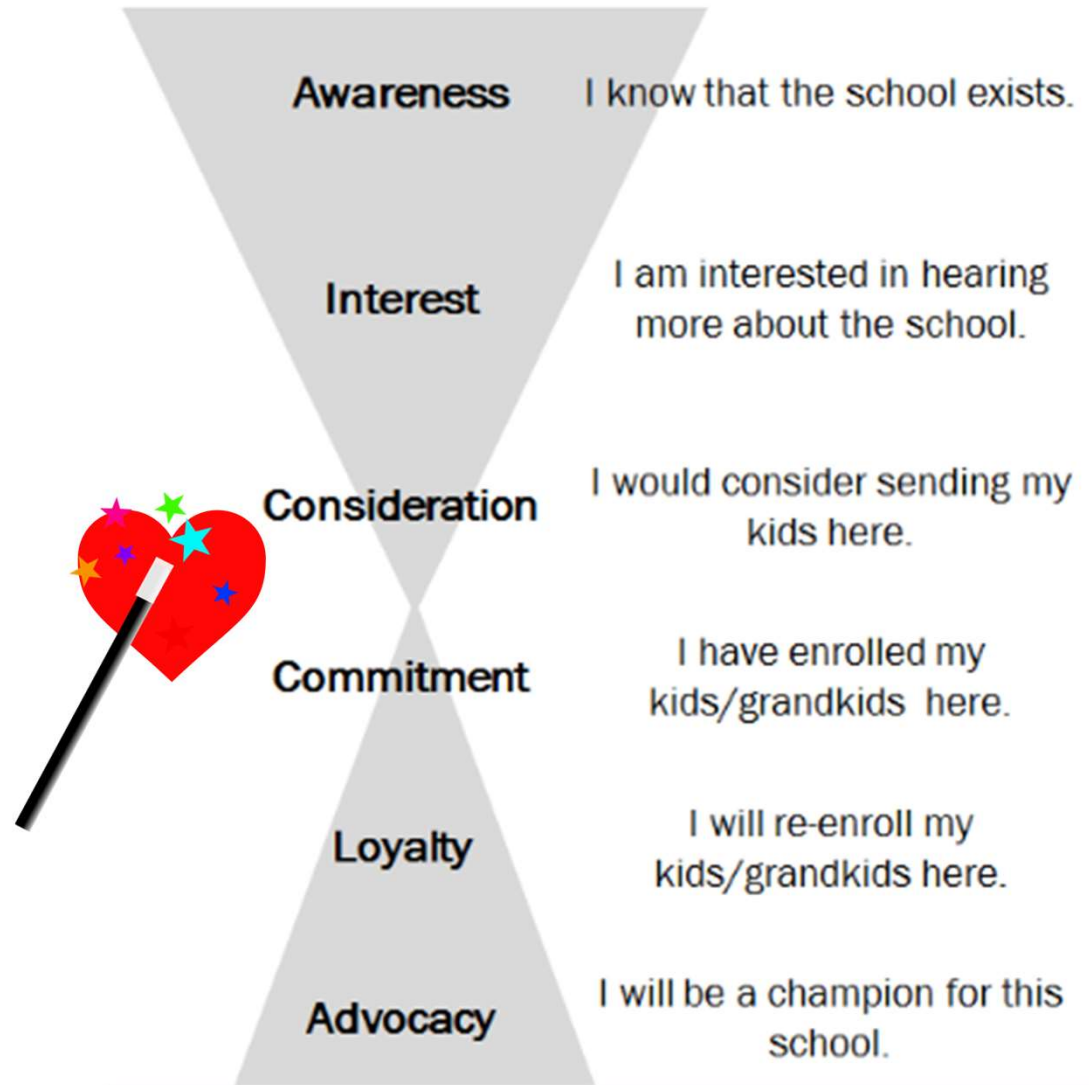 Awareness
I know that the school exists.
Interest
I am interested in hearing
more about the school.
Consideration
I would consider sending my
kids here.
Commitment
I have enrolled my
kids/grandkids here.
Loyalty
I will re-enroll my
kids/grandkids here.
Advocacy
I will be a champion for this
school.